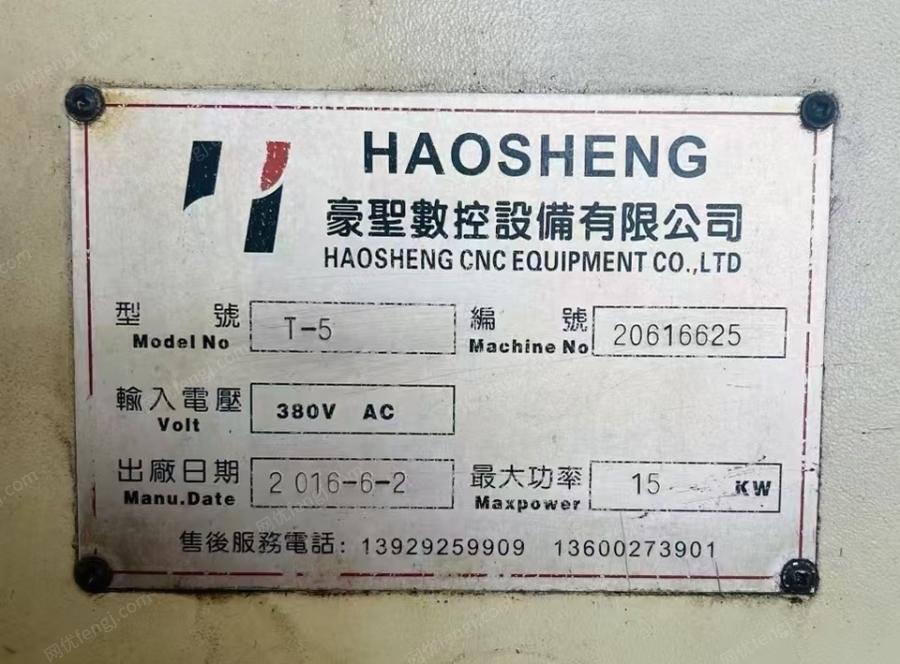 HAOSHENG
豪聖數控設備有限公司
HAOSHENG CNC EQUIPMENT CO.,LTD
型 號 T-5 編 號 20616625
Model No Machine No
輸入電壓 380V AC
Volt
出廠日期 2 016-6-2 最大功率 15 KW
Manu.Date Maxpower
售後服務電話: 13929259909 13600273901